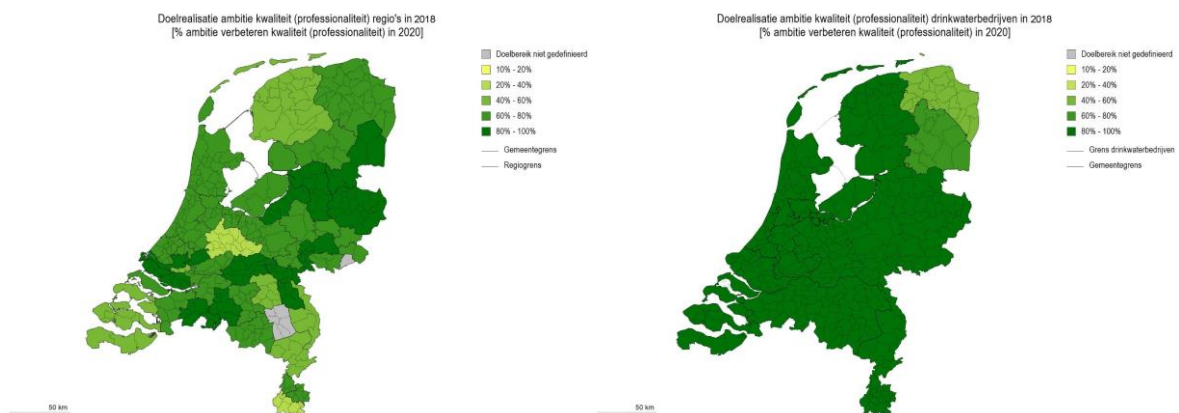 Doelrealisatie ambitie kwaliteit (professionaliteit) regio's in 2018
[% ambitie verbeteren kwaliteit (professionaliteit) in 2020]
Doelbereik niet gedefinieerd
10% - 20%
20% - 40%
40% - 60%
60% - 80%
80% - 100%
Gemeentegrens
Regiogrens
50 km
Doelrealisatie ambitie kwaliteit (professionaliteit) drinkwaterbedrijven in 2018
[% ambitie verbeteren kwaliteit (professionaliteit) in 2020]
Doelbereik niet gedefinieerd
10% - 20%
20% - 40%
40% - 60%
60% - 80%
80% - 100%
Grens drinkwaterbedrijven
Gemeentegrens
50 km